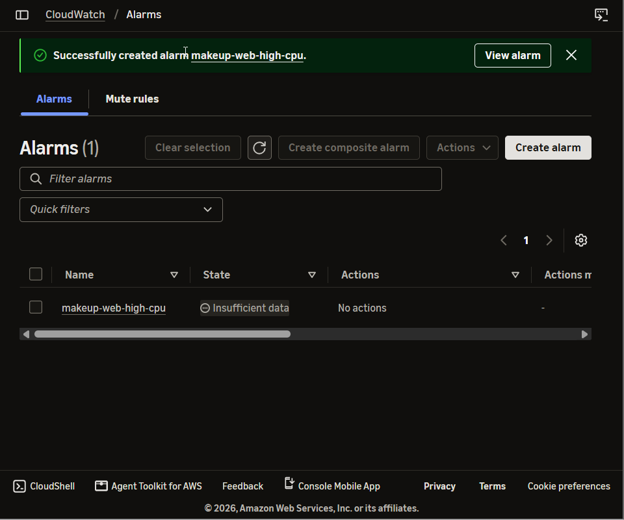 CloudWatch / Alarms
Successfully created alarm makeup-web-high-cpu.
View alarm
Alarms
Mute rules
Alarms (1)
Clear selection
Create composite alarm
Actions
Create alarm
Filter alarms
Quick filters
1
Name State Actions Actions m
makeup-web-high-cpu Insufficient data No actions -
CloudShell Agent Toolkit for AWS Feedback Console Mobile App Privacy Terms Cookie preferences
© 2026, Amazon Web Services, Inc. or its affiliates.